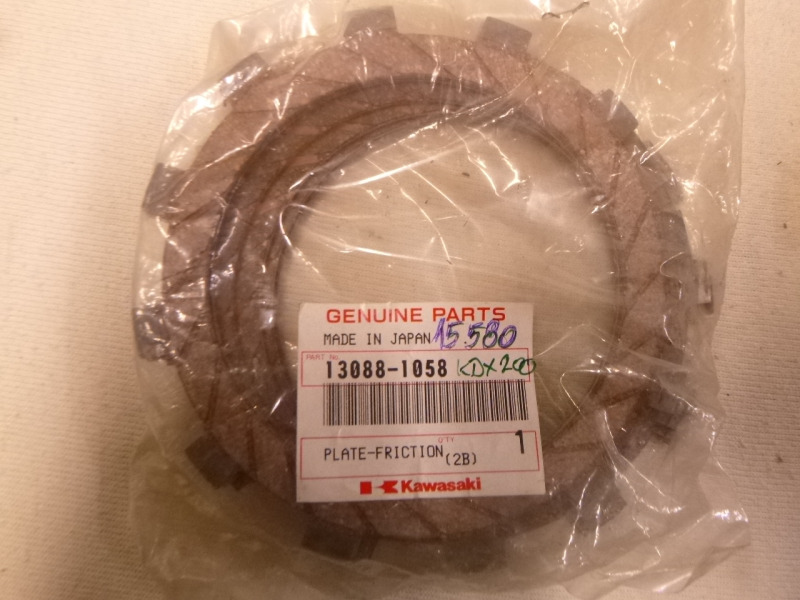 GENUINE PARTS
MADE IN JAPAN 15.580
PART No.
13088-1058 KDX200
QTY
PLATE-FRICTION (2B) 1
Kawasaki